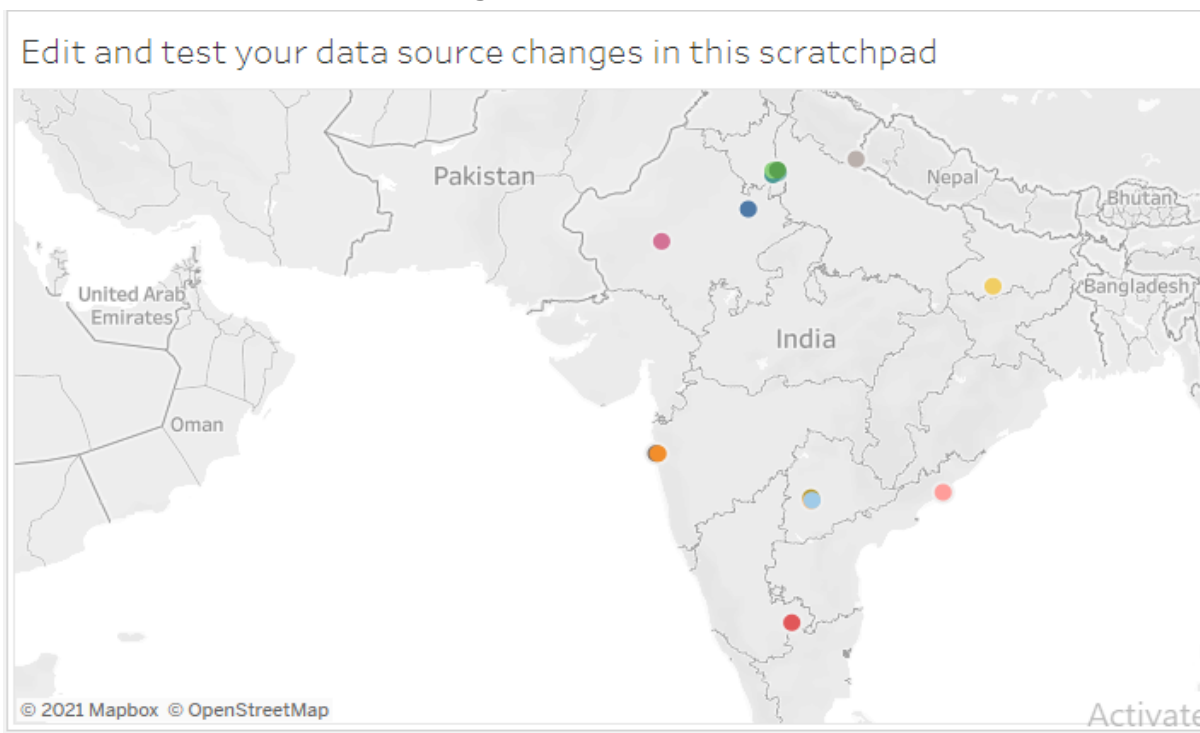 Edit and test your data source changes in this scratchpad
Pakistan
Nepal
Bhutan
United Arab
Emirates
Bangladesh
India
Oman
© 2021 Mapbox © OpenStreetMap
Activate